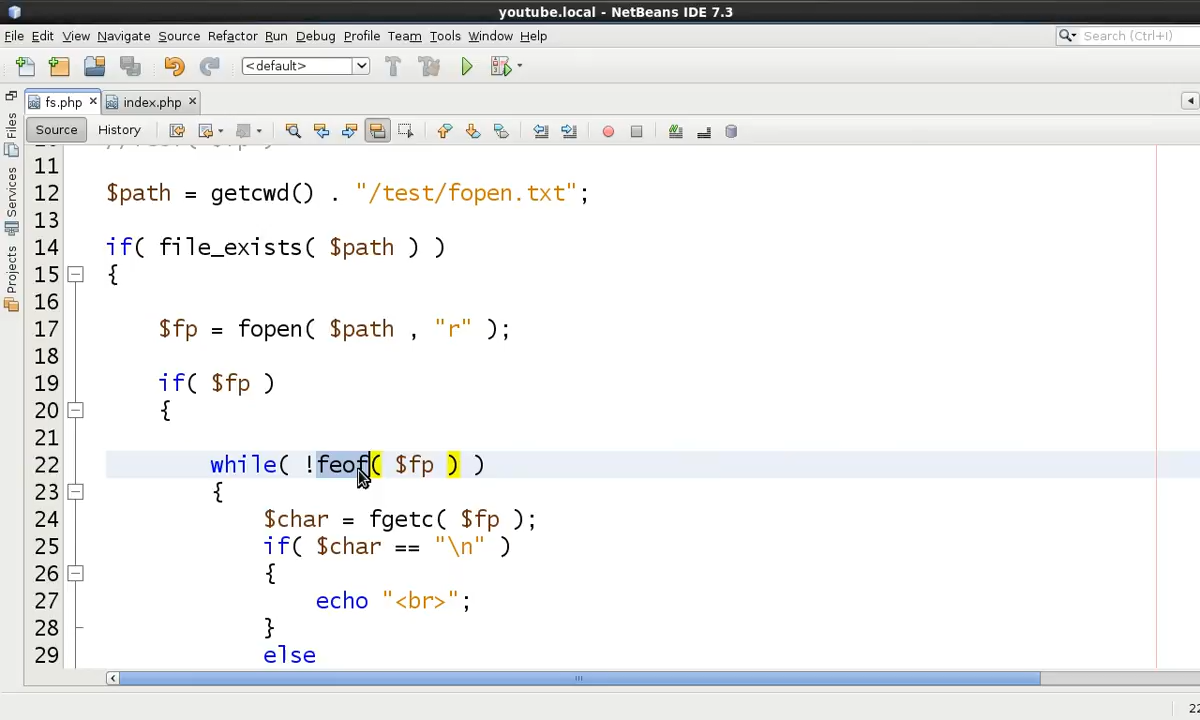 youtube.local - NetBeans IDE 7.3
File Edit View Navigate Source Refactor Run Debug Profile Team Tools Window Help
Search (Ctrl+I)
<default>
fs.php index.php
Source History
Files
Services
Projects
11
12 $path = getcwd() . "/test/fopen.txt";
13
14 if( file_exists( $path ) )
15 {
16
17 $fp = fopen( $path , "r" );
18
19 if( $fp )
20 {
21
22 while( !feof( $fp ) )
23 {
24 $char = fgetc( $fp );
25 if( $char == "\n" )
26 {
27 echo "<br>";
28 }
29 else